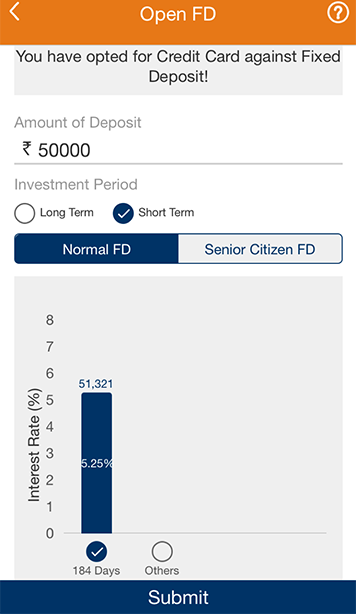 Open FD
?
You have opted for Credit Card against Fixed
Deposit!
Amount of Deposit
₹ 50000
Investment Period
Long Term
Short Term
Normal FD
Senior Citizen FD
Interest Rate (%)
8
7
6
5
4
3
2
1
0
51,321
5.25%
184 Days
Others
Submit